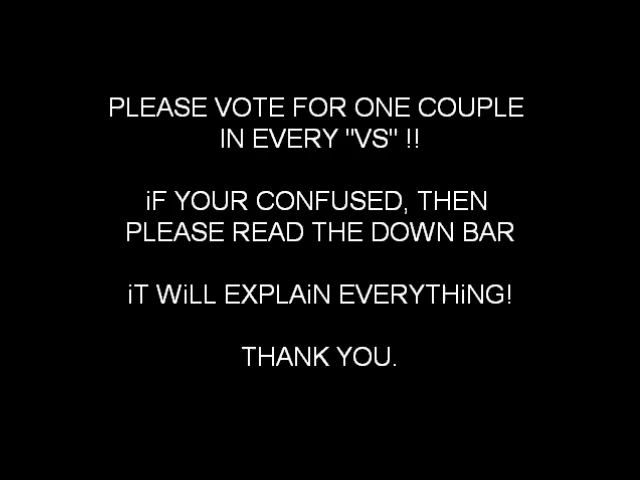 PLEASE VOTE FOR ONE COUPLE
IN EVERY "VS" !!
iF YOUR CONFUSED, THEN
PLEASE READ THE DOWN BAR
iT WiLL EXPLAiN EVERYTHiNG!
THANK YOU.